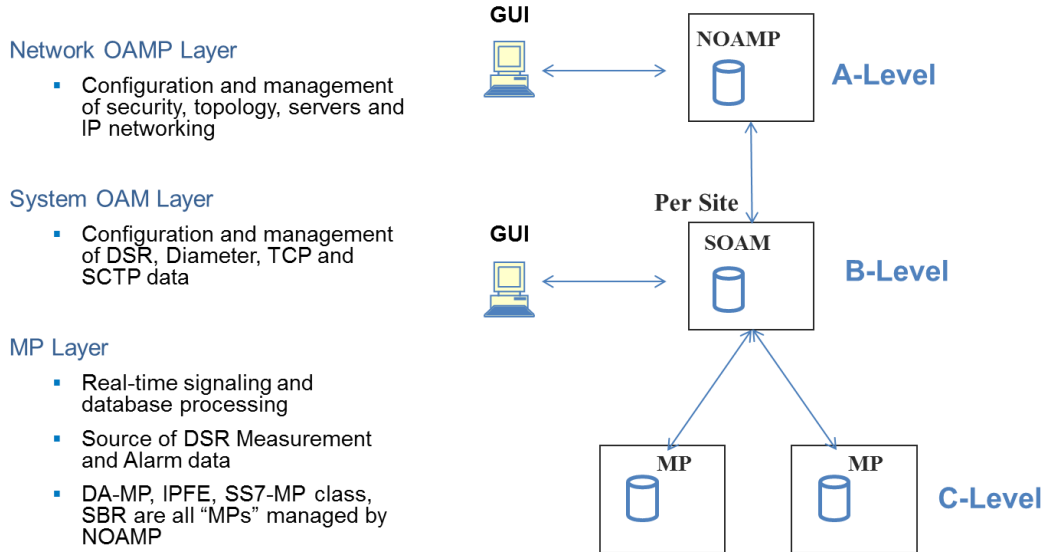 Network OAMP Layer
▪ Configuration and management
of security, topology, servers and
IP networking
System OAM Layer
▪ Configuration and management
of DSR, Diameter, TCP and
SCTP data
MP Layer
▪ Real-time signaling and
database processing
▪ Source of DSR Measurement
and Alarm data
▪ DA-MP, IPFE, SS7-MP class,
SBR are all “MPs” managed by
NOAMP
GUI
NOAMP
A-Level
Per Site
GUI
SOAM
B-Level
MP
MP
C-Level